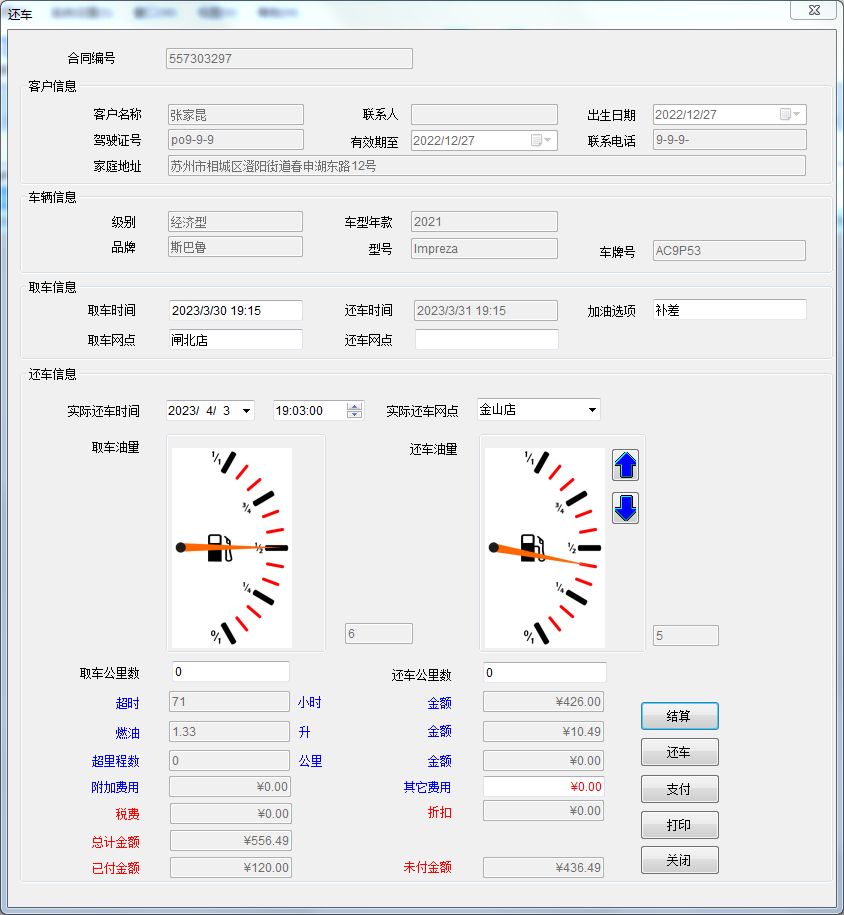 还车
合同编号 557303297
客户信息
客户名称 张家昆 联系人 出生日期 2022/12/27
驾驶证号 po9-9-9 有效期至 2022/12/27 联系电话 9-9-9-
家庭地址 苏州市相城区澄阳街道春申湖东路12号
车辆信息
级别 经济型 车型年款 2021
品牌 斯巴鲁 型号 Impreza 车牌号 AC9P53
取车信息
取车时间 2023/3/30 19:15 还车时间 2023/3/31 19:15 加油选项 补差
取车网点 闸北店 还车网点
还车信息
实际还车时间 2023/ 4/ 3 19:03:00 实际还车网点 金山店
取车油量 还车油量
1/1 1/1
3/4 3/4
1/2 1/2
1/4 1/4
0/1 0/1
6 5
取车公里数 0 还车公里数 0
超时 71 小时 金额 ¥426.00
结算
燃油 1.33 升 金额 ¥10.49
还车
超里程数 0 公里 金额 ¥0.00
附加费用 ¥0.00 其它费用 ¥0.00 支付
税费 ¥0.00 折扣 ¥0.00
打印
总计金额 ¥556.49
已付金额 ¥120.00 未付金额 ¥436.49 关闭